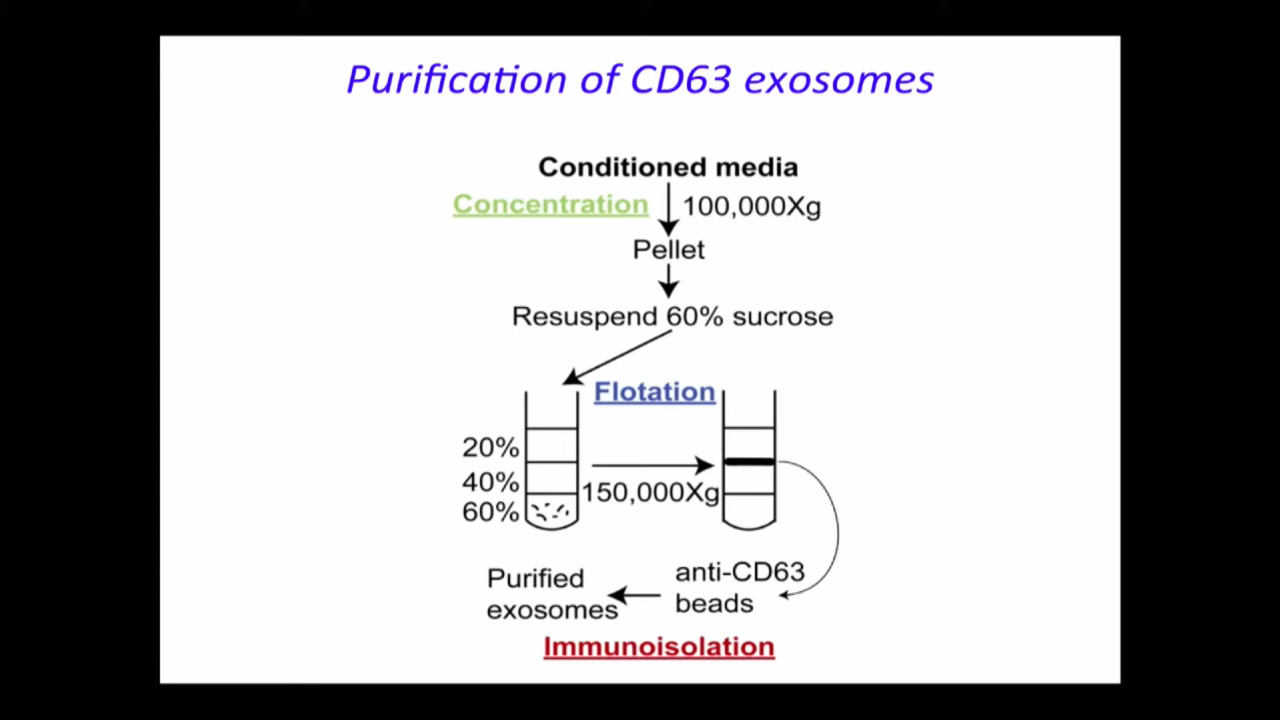 Purification of CD63 exosomes
Conditioned media
Concentration 100,000Xg
Pellet
Resuspend 60% sucrose
Flotation
20%
40%
60%
150,000Xg
anti-CD63
beads
Purified
exosomes
Immunoisolation